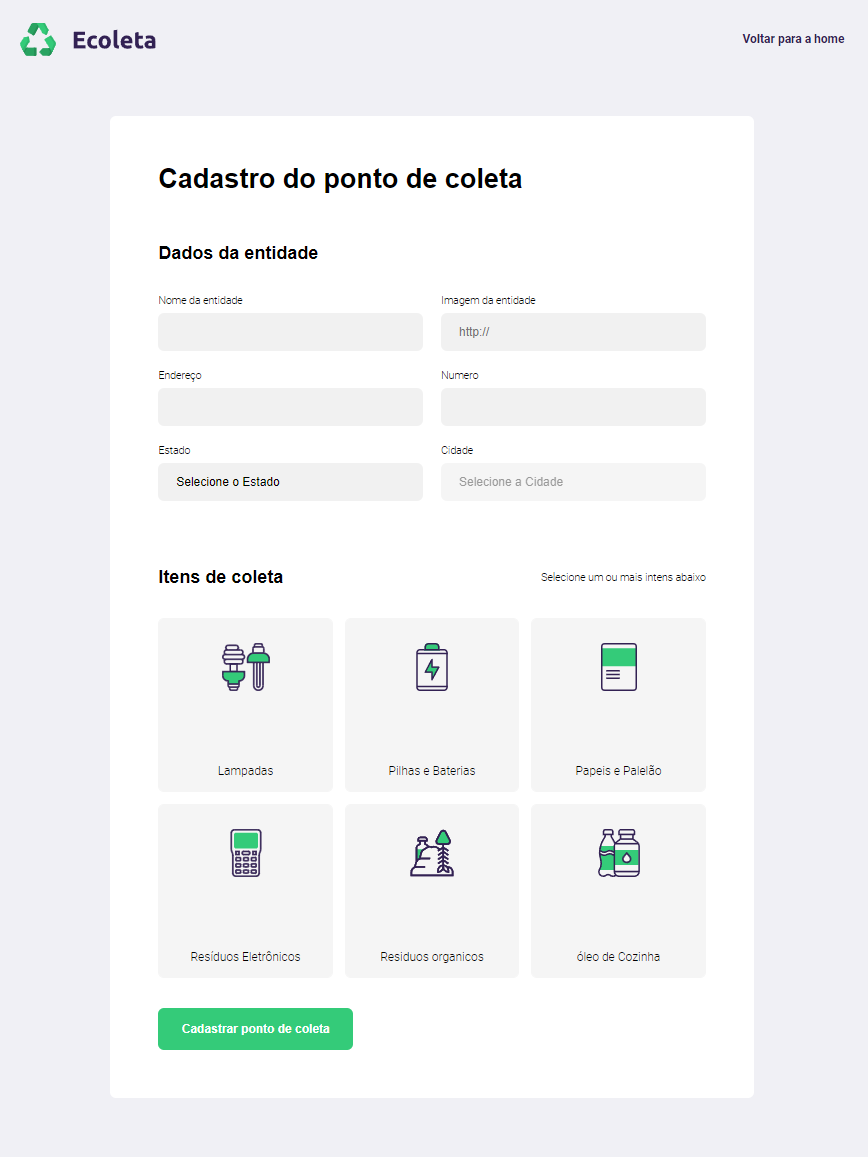 Ecoleta
Voltar para a home
Cadastro do ponto de coleta
Dados da entidade
Nome da entidade
Imagem da entidade
http://
Endereço
Numero
Estado
Cidade
Selecione o Estado
Selecione a Cidade
Itens de coleta
Selecione um ou mais intens abaixo
Lampadas
Pilhas e Baterias
Papeis e Palelão
Resíduos Eletrônicos
Residuos organicos
óleo de Cozinha
Cadastrar ponto de coleta